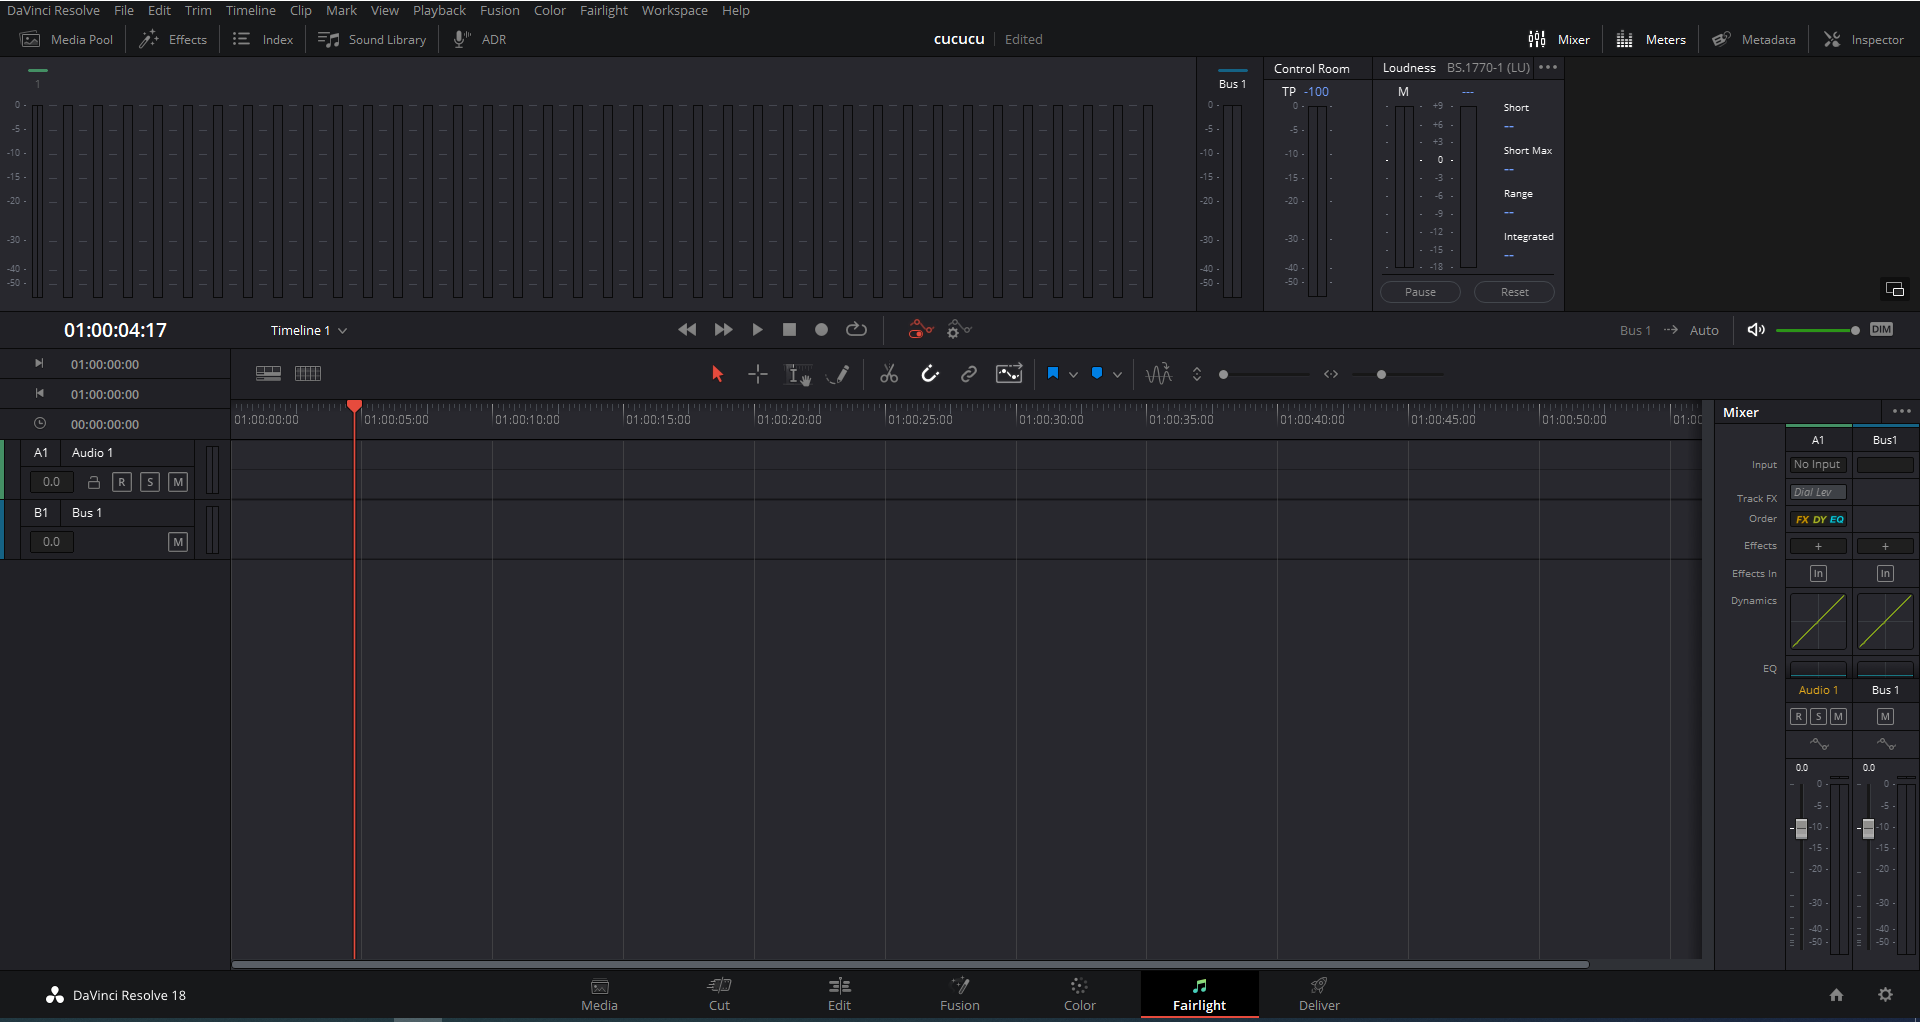 DaVinci Resolve File Edit Trim Timeline Clip Mark View Playback Fusion Color Fairlight Workspace Help
Media Pool Effects Index Sound Library ADR cucucu Edited Mixer Meters Metadata Inspector
1 Bus 1 Control Room Loudness BS.1770-1 (LU)
TP -100 M ---
0 -5 -10 -15 -20 -30 -40 -50
0 -5 -10 -15 -20 -30 -40 -50
0 -5 -10 -15 -20 -30 -40 -50
+9 +6 +3 0 -3 -6 -9 -12 -15 -18
Short
--
Short Max
--
Range
--
Integrated
--
Pause Reset
01:00:04:17 Timeline 1 Bus 1 Auto DIM
01:00:00:00
01:00:00:00
00:00:00:00
01:00:00:00 01:00:05:00 01:00:10:00 01:00:15:00 01:00:20:00 01:00:25:00 01:00:30:00 01:00:35:00 01:00:40:00 01:00:45:00 01:00:50:00 01:0
A1 Audio 1
0.0 R S M
B1 Bus 1
0.0 M
Mixer
A1 Bus1
Input No Input
Track FX Dial Lev
Order FX DY EQ
Effects + +
Effects In In In
Dynamics
EQ
Audio 1 Bus 1
R S M M
0.0 0.0
0 -5 -10 -15 -20 -30 -40 -50
0 -5 -10 -15 -20 -30 -40 -50
DaVinci Resolve 18 Media Cut Edit Fusion Color Fairlight Deliver